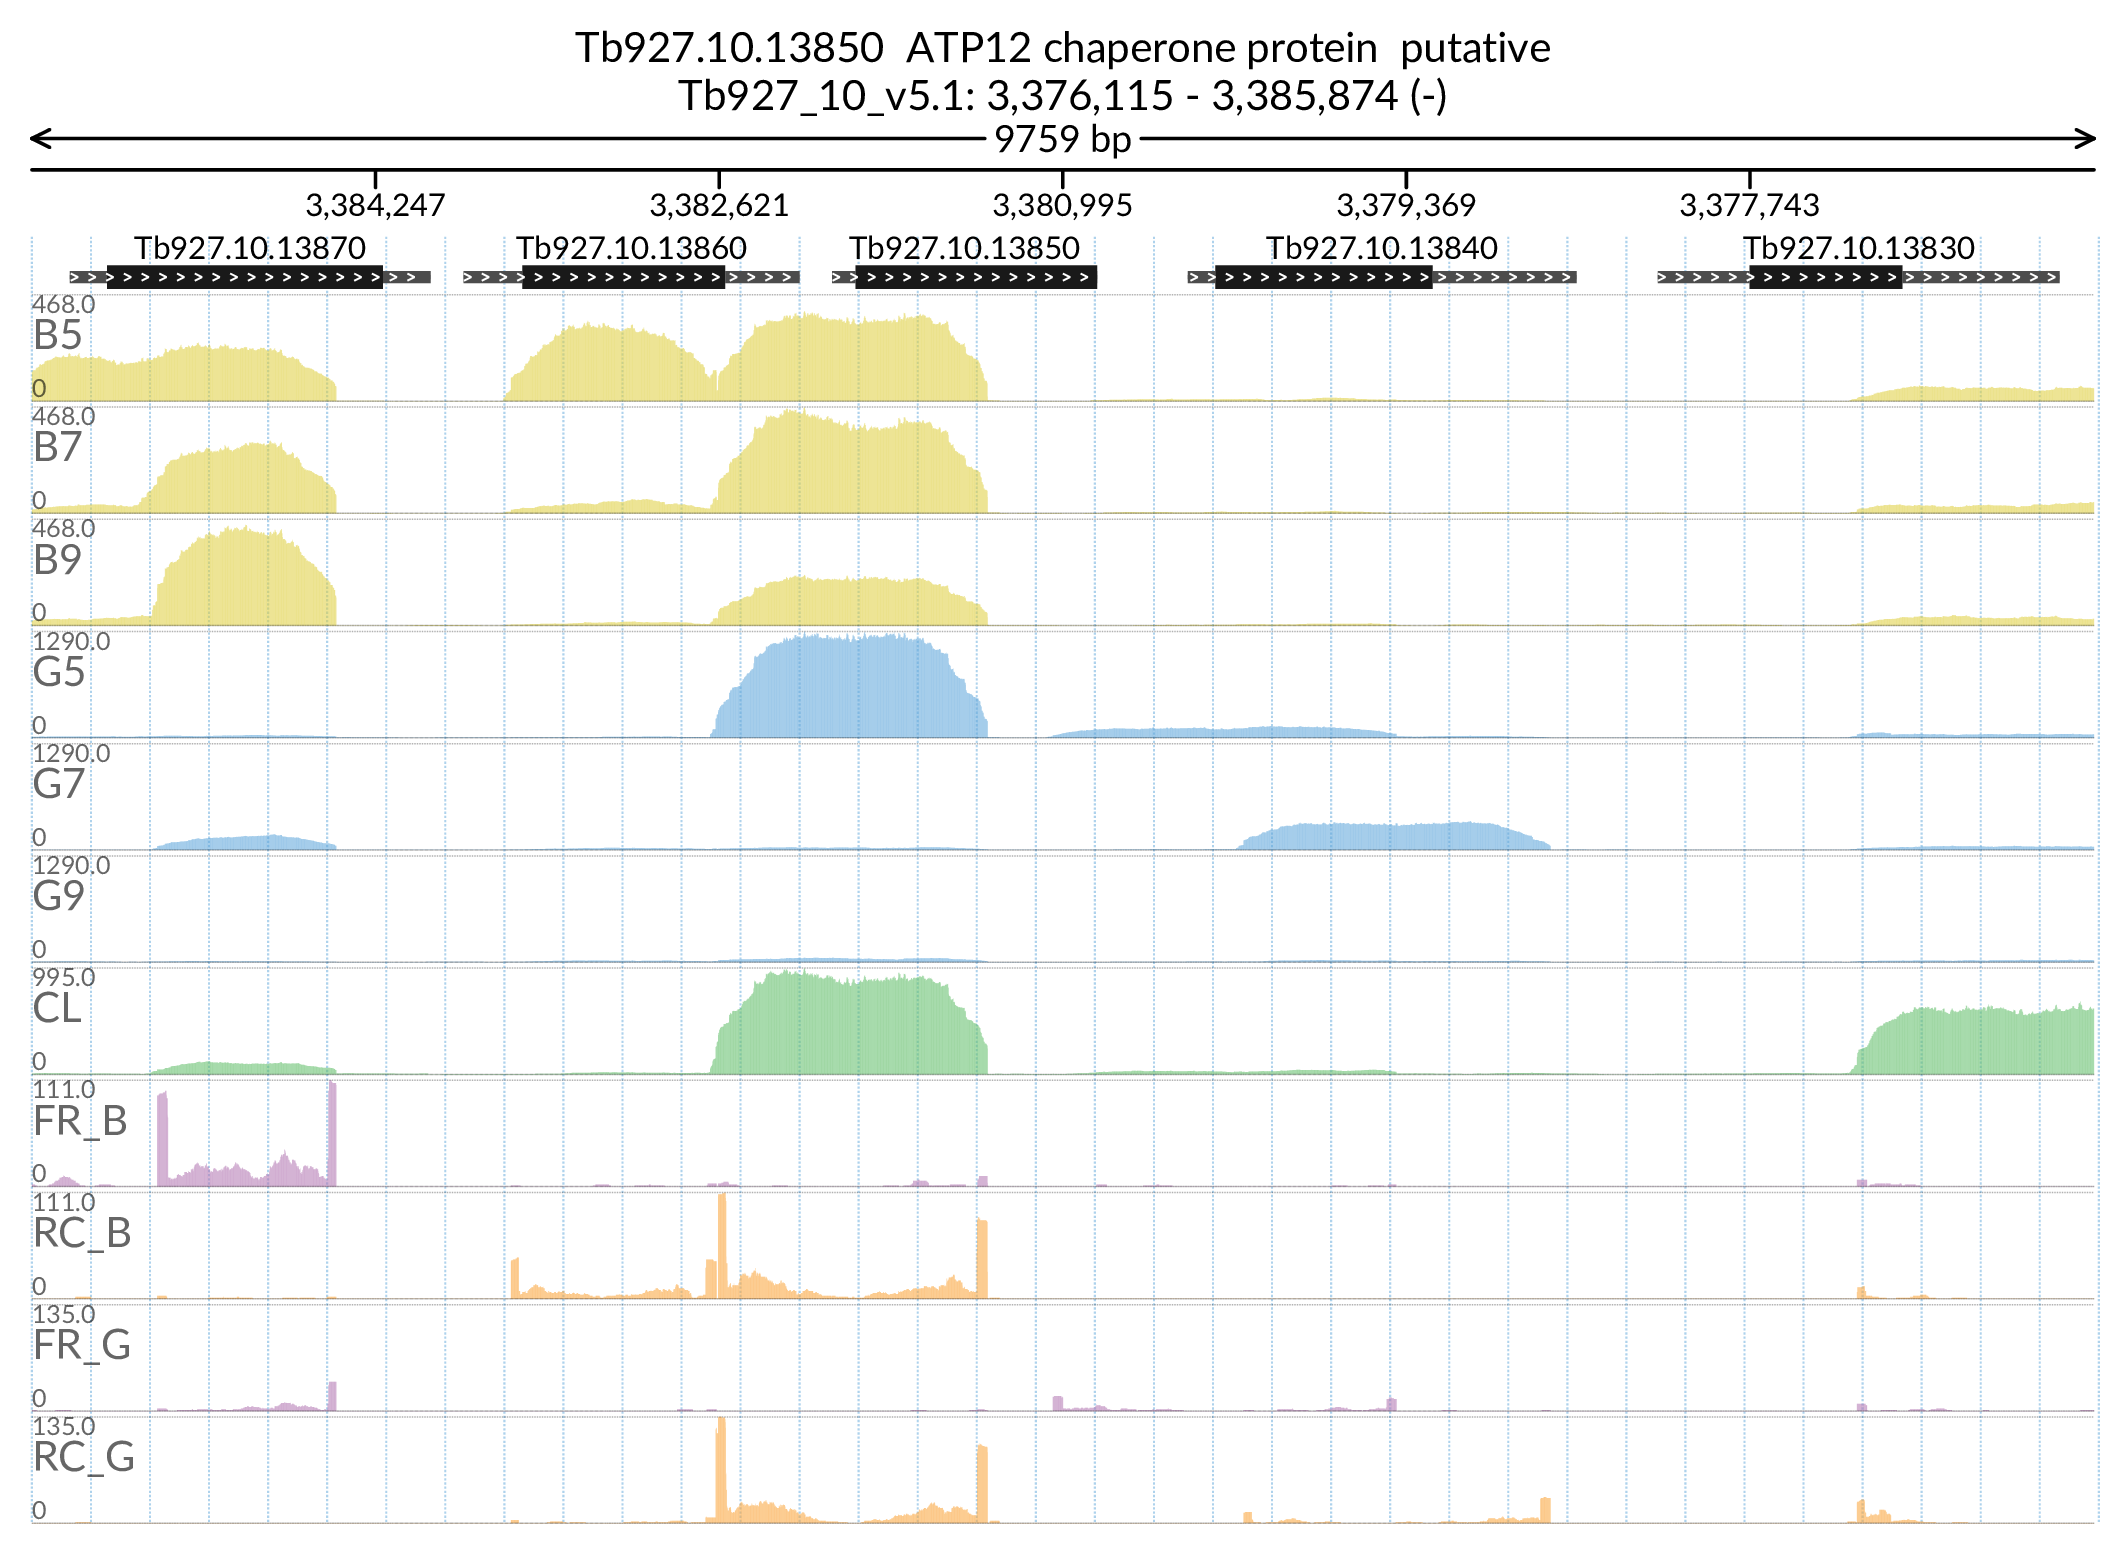 Tb927.10.13850  ATP12 chaperone protein  putative
Tb927_10_v5.1: 3,376,115 - 3,385,874 (-)
9759 bp
3,384,247 3,382,621 3,380,995 3,379,369 3,377,743
Tb927.10.13870 Tb927.10.13860 Tb927.10.13850 Tb927.10.13840 Tb927.10.13830
468.0
B5
0
468.0
B7
0
468.0
B9
0
1290.0
G5
0
1290.0
G7
0
1290.0
G9
0
995.0
CL
0
111.0
FR_B
0
111.0
RC_B
0
135.0
FR_G
0
135.0
RC_G
0